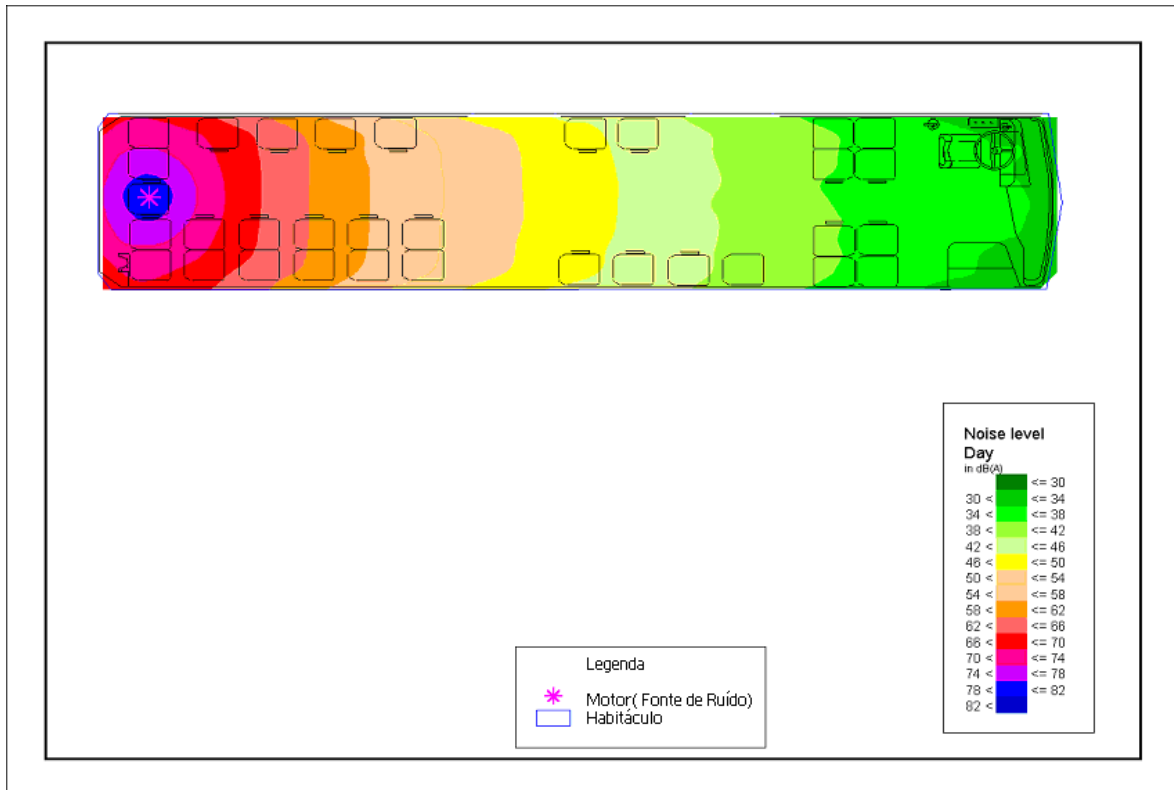 Noise level
Day
in dB(A)
<= 30
30 < <= 34
34 < <= 38
38 < <= 42
42 < <= 46
46 < <= 50
50 < <= 54
54 < <= 58
58 < <= 62
62 < <= 66
66 < <= 70
70 < <= 74
74 < <= 78
78 < <= 82
82 <
Legenda
Motor( Fonte de Ruído)
Habitáculo